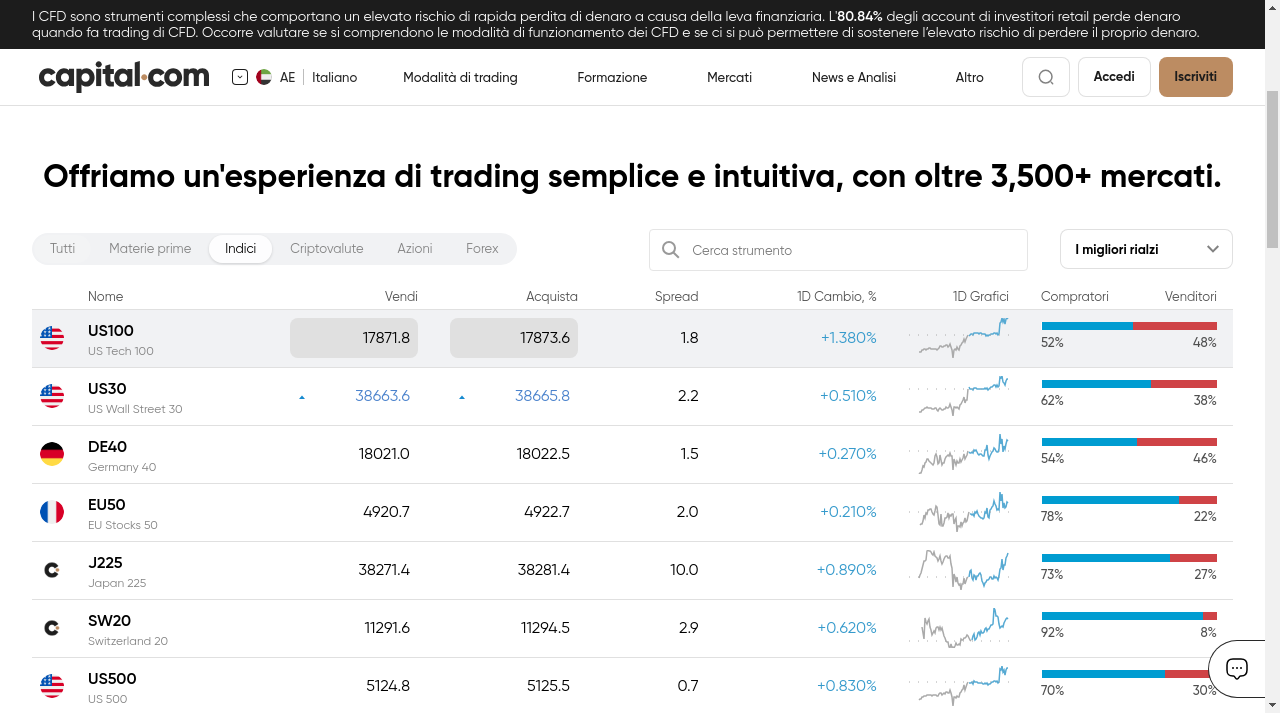 I CFD sono strumenti complessi che comportano un elevato rischio di rapida perdita di denaro a causa della leva finanziaria. L'80.84% degli account di investitori retail perde denaro
quando fa trading di CFD. Occorre valutare se si comprendono le modalità di funzionamento dei CFD e se ci si può permettere di sostenere l’elevato rischio di perdere il proprio denaro.
capital.com AE Italiano Modalità di trading Formazione Mercati News e Analisi Altro Accedi Iscriviti
Offriamo un'esperienza di trading semplice e intuitiva, con oltre 3,500+ mercati.
Tutti Materie prime Indici Criptovalute Azioni Forex Cerca strumento I migliori rialzi
Nome Vendi Acquista Spread 1D Cambio, % 1D Grafici Compratori Venditori
US100 17871.8 17873.6 1.8 +1.380%
US Tech 100 52% 48%
US30 38663.6 38665.8 2.2 +0.510%
US Wall Street 30 62% 38%
DE40 18021.0 18022.5 1.5 +0.270%
Germany 40 54% 46%
EU50 4920.7 4922.7 2.0 +0.210%
EU Stocks 50 78% 22%
J225 38271.4 38281.4 10.0 +0.890%
Japan 225 73% 27%
SW20 11291.6 11294.5 2.9 +0.620%
Switzerland 20 92% 8%
US500 5124.8 5125.5 0.7 +0.830%
US 500 70% 30%